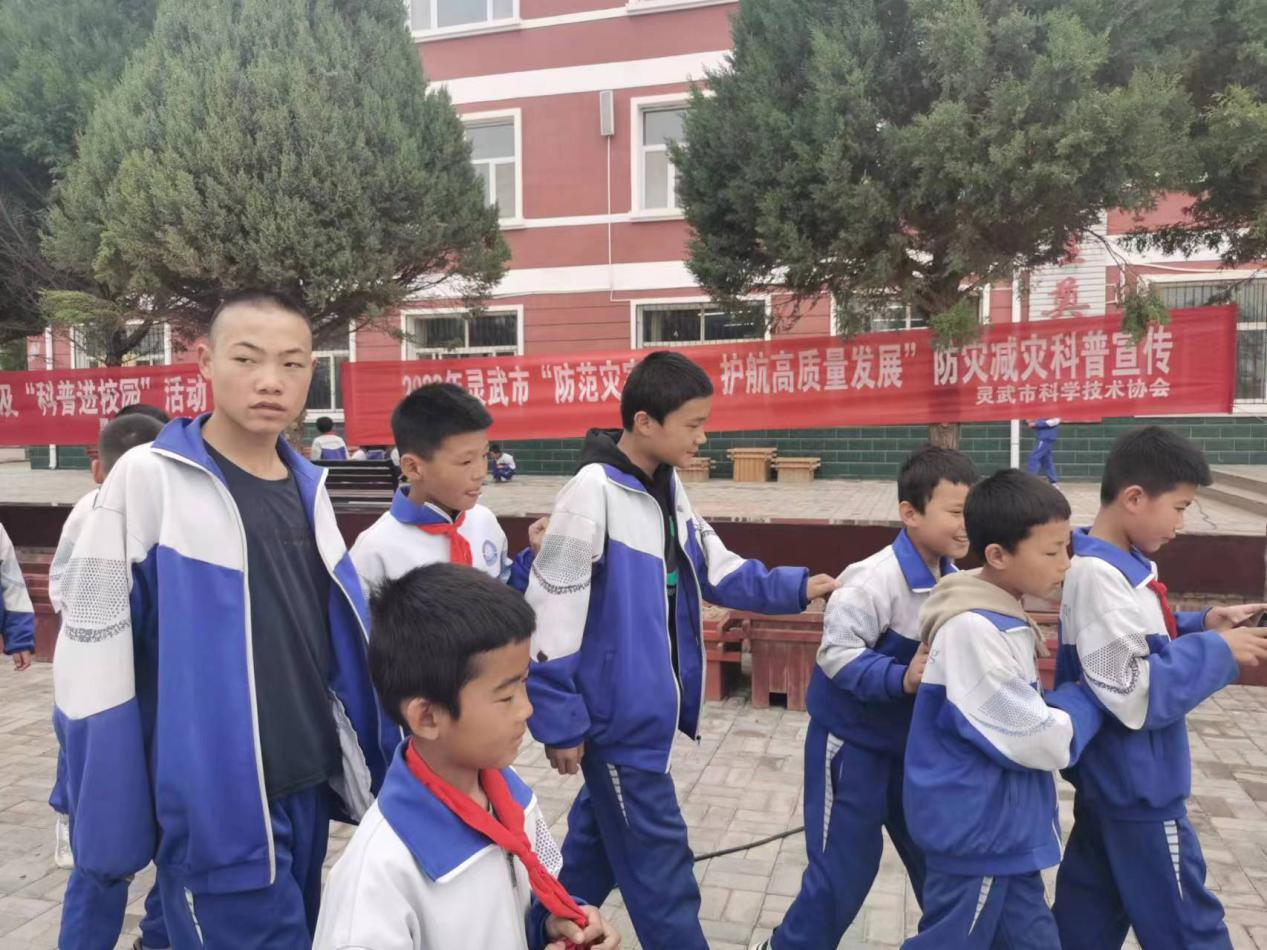 “科普进校园”活动
年灵武市“防范灾 护航高质量发展”防灾减灾科普宣传
灵武市科学技术协会
奠